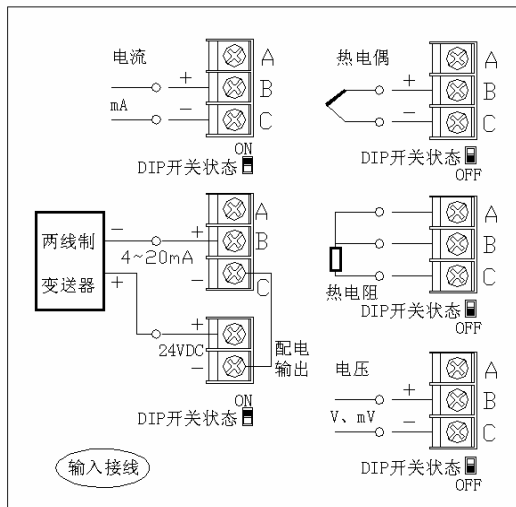 电流
+
mA
−
A
B
C
ON
DIP开关状态
热电偶
+
−
A
B
C
DIP开关状态
OFF
两线制
变送器
−
+
4~20mA
+
−
A
B
C
24VDC
+
−
配电
输出
ON
DIP开关状态
热电阻
A
B
C
DIP开关状态
OFF
电压
+
V、mV
−
A
B
C
DIP开关状态
OFF
输入接线